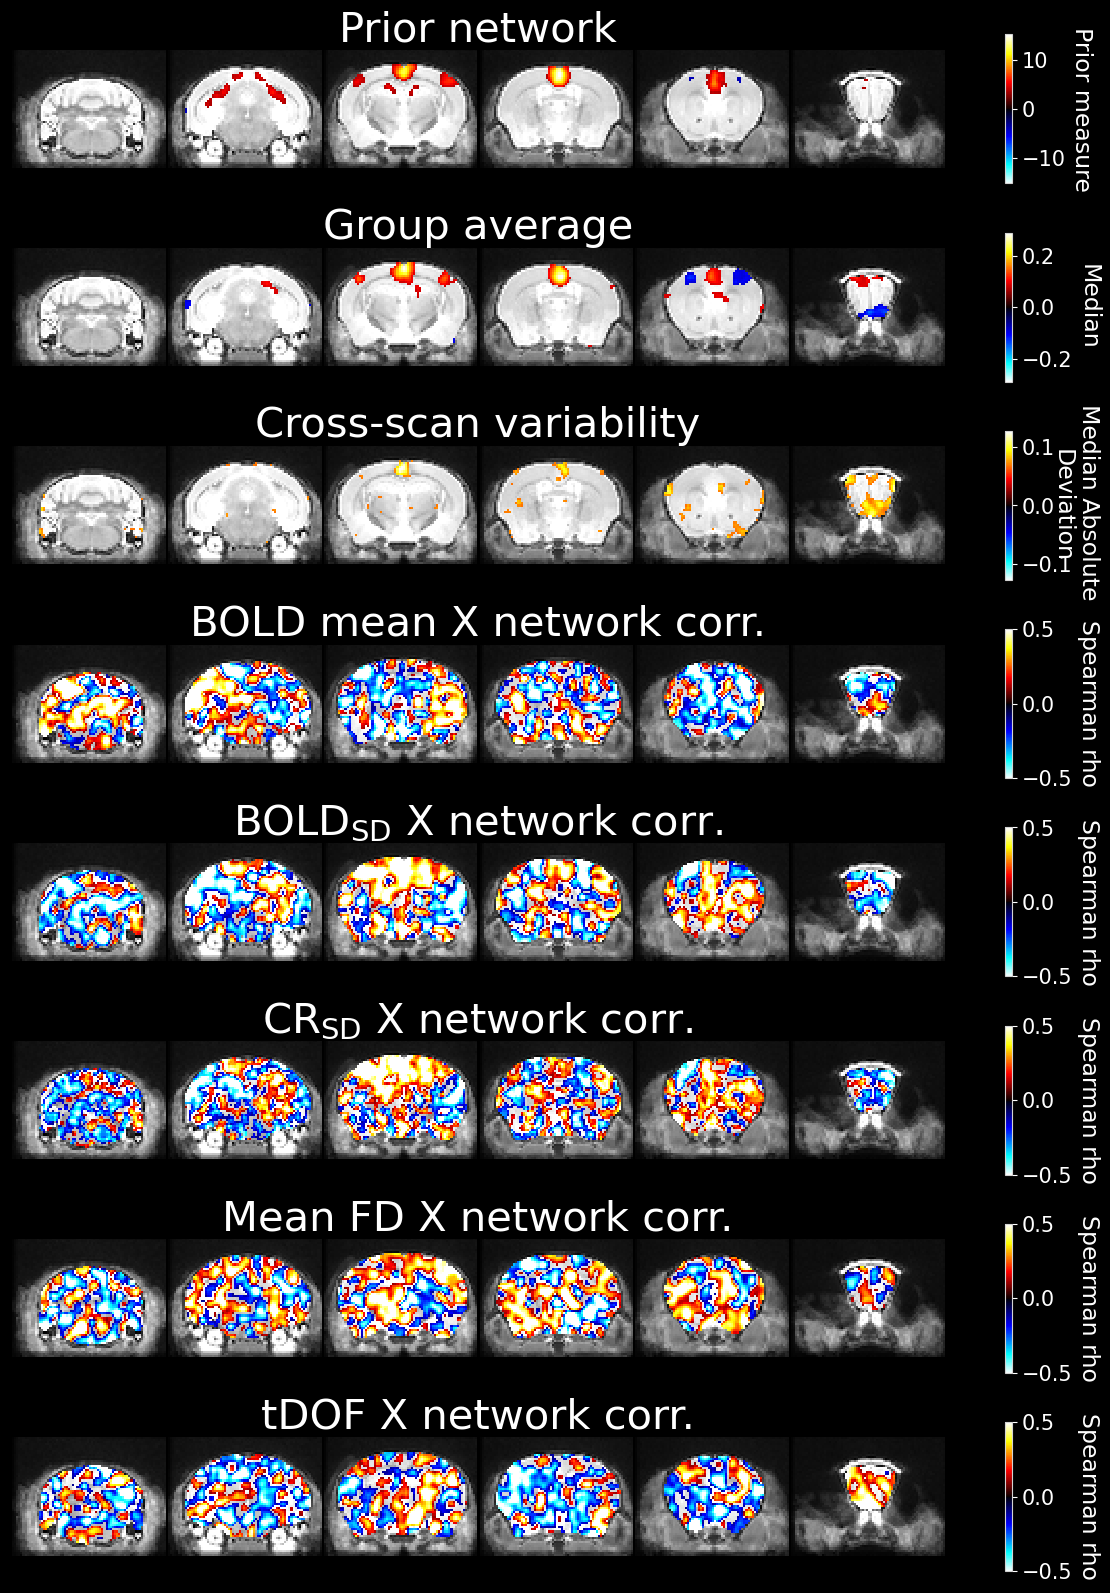 Prior network
10
0
−10
Prior measure
Group average
0.2
0.0
−0.2
Median
Cross-scan variability
0.1
0.0
−0.1
Median Absolute
Deviation
BOLD mean X network corr.
0.5
0.0
−0.5
Spearman rho
BOLDSD X network corr.
0.5
0.0
−0.5
Spearman rho
CRSD X network corr.
0.5
0.0
−0.5
Spearman rho
Mean FD X network corr.
0.5
0.0
−0.5
Spearman rho
tDOF X network corr.
0.5
0.0
−0.5
Spearman rho